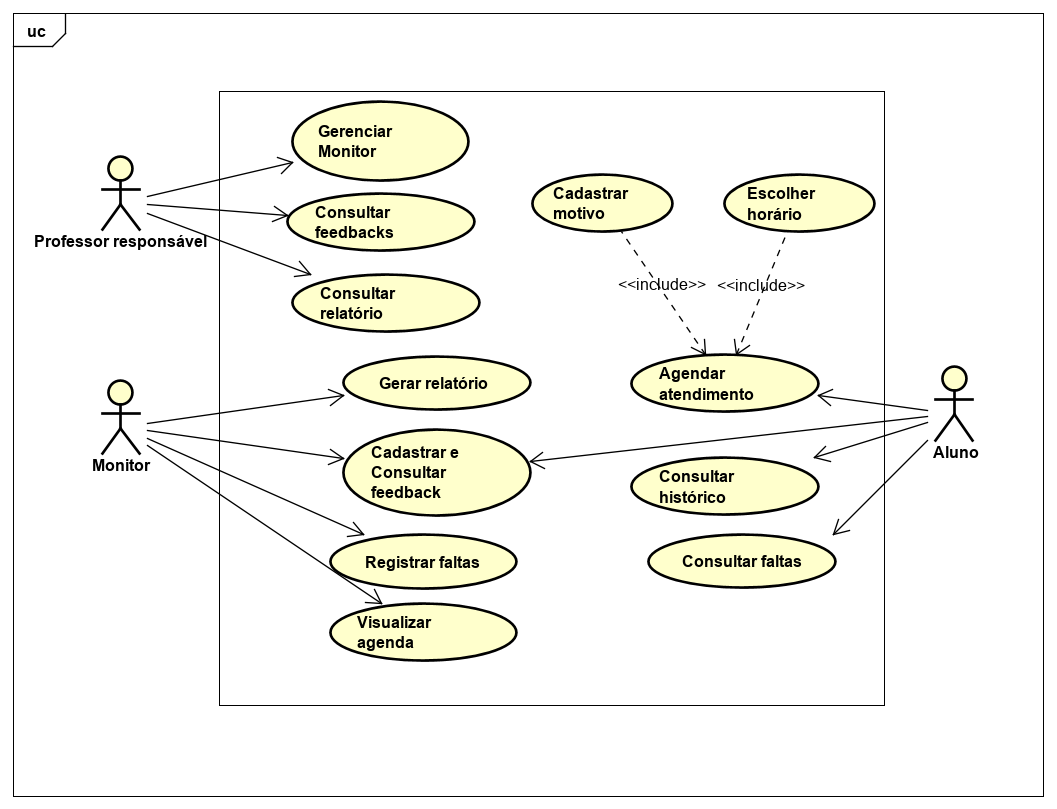 uc
Gerenciar
Monitor
Consultar
feedbacks
Professor responsável
Consultar
relatório
Cadastrar
motivo
Escolher
horário
<<include>>
<<include>>
Gerar relatório
Agendar
atendimento
Monitor
Cadastrar e
Consultar
feedback
Aluno
Consultar
histórico
Registrar faltas
Consultar faltas
Visualizar
agenda